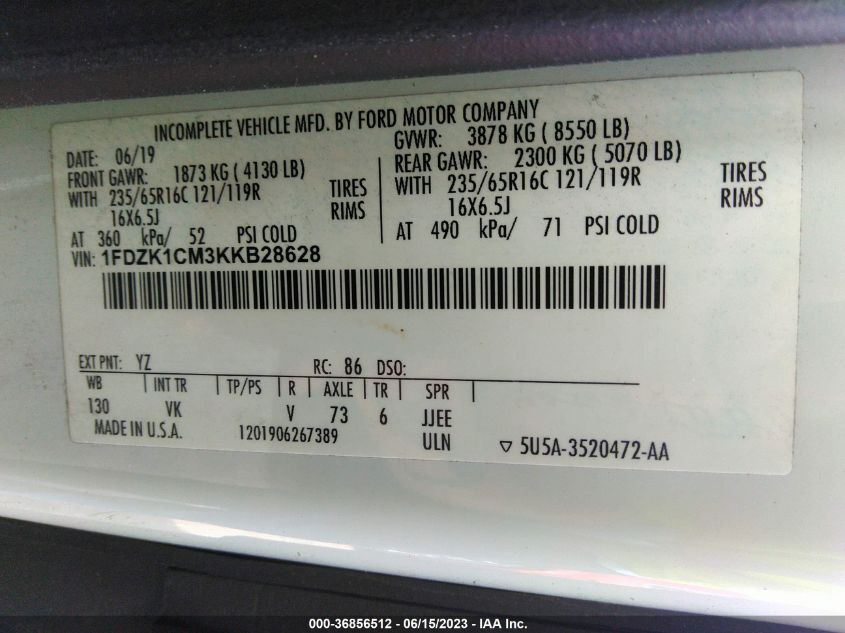 INCOMPLETE VEHICLE MFD. BY FORD MOTOR COMPANY
DATE: 06/19
FRONT GAWR: 1873 KG ( 4130 LB)
WITH 235/65R16C 121/119R TIRES
16X6.5J RIMS
AT 360 kPa/ 52 PSI COLD
GVWR: 3878 KG ( 8550 LB)
REAR GAWR: 2300 KG ( 5070 LB)
WITH 235/65R16C 121/119R TIRES
16X6.5J RIMS
AT 490 kPa/ 71 PSI COLD
VIN: 1FDZK1CM3KKB28628
EXT PNT: YZ RC: 86 DSO:
WB INT TR TP/PS R AXLE TR SPR
130 VK V 73 6 JJEE
MADE IN U.S.A. 1201906267389 ULN ▽ 5U5A-3520472-AA
000-36856512 - 06/15/2023 - IAA Inc.